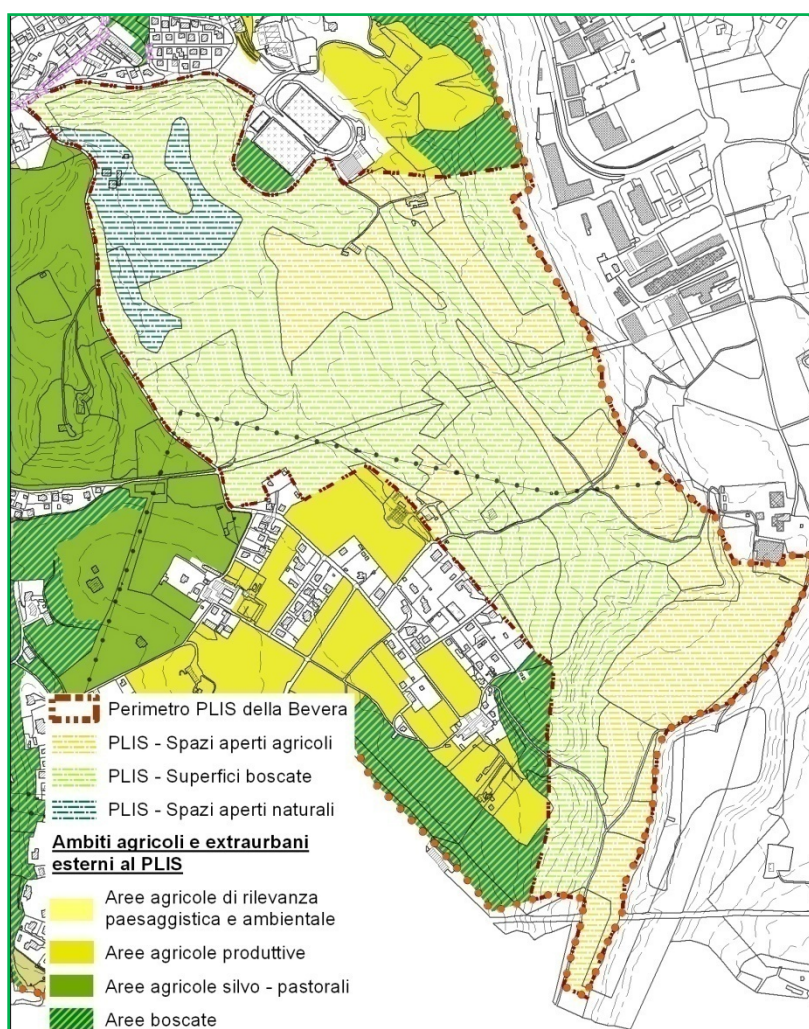 Perimetro PLIS della Bevera
PLIS - Spazi aperti agricoli
PLIS - Superfici boscate
PLIS - Spazi aperti naturali
Ambiti agricoli e extraurbani
esterni al PLIS
Aree agricole di rilevanza
paesaggistica e ambientale
Aree agricole produttive
Aree agricole silvo - pastorali
Aree boscate